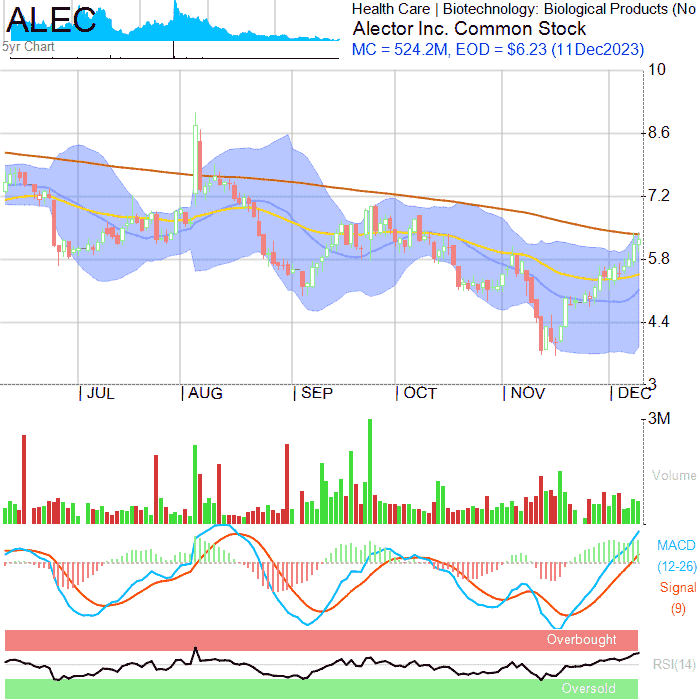 ALEC
5yr Chart
Health Care | Biotechnology: Biological Products (No
Alector Inc. Common Stock
MC = 524.2M, EOD = $6.23 (11Dec2023)
10
8.6
7.2
5.8
4.4
3
JUL AUG SEP OCT NOV DEC
3M
Volume
MACD
(12-26)
Signal
(9)
Overbought
RSI(14)
Oversold